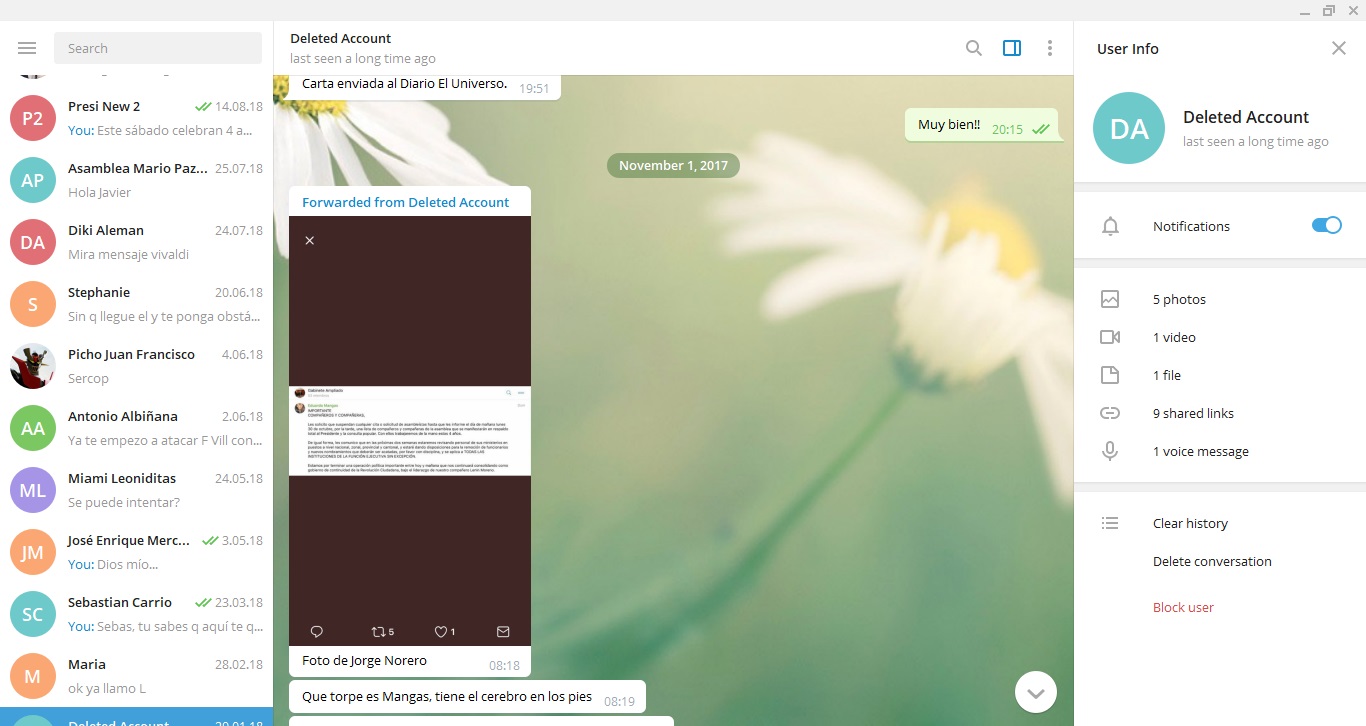 Search
Presi New 2
14.08.18
You: Este sábado celebran 4 a...
Asamblea Mario Paz...
25.07.18
Hola Javier
Diki Aleman
24.07.18
Mira mensaje vivaldi
Stephanie
20.06.18
Sin q llegue el y te ponga obstá...
Picho Juan Francisco
4.06.18
Sercop
Antonio Albiñana
2.06.18
Ya te empezo a atacar F Vill con...
Miami Leoniditas
24.05.18
Se puede intentar?
José Enrique Merc...
3.05.18
You: Dios mío...
Sebastian Carrio
23.03.18
You: Sebas, tu sabes q aquí te q...
Maria
28.02.18
ok ya llamo L
Deleted Account
P2
AP
DA
S
AA
ML
JM
SC
M
Deleted Account
last seen a long time ago
Carta enviada al Diario El Universo.
19:51
Muy bien!!
20:15
November 1, 2017
Forwarded from Deleted Account
Gabinete Ampliado
Eduardo Mangas
IMPORTANTE
COMPAÑEROS Y COMPAÑERAS,
5
1
Foto de Jorge Norero
08:18
Que torpe es Mangas, tiene el cerebro en los pies
08:19
User Info
DA
Deleted Account
last seen a long time ago
Notifications
5 photos
1 video
1 file
9 shared links
1 voice message
Clear history
Delete conversation
Block user